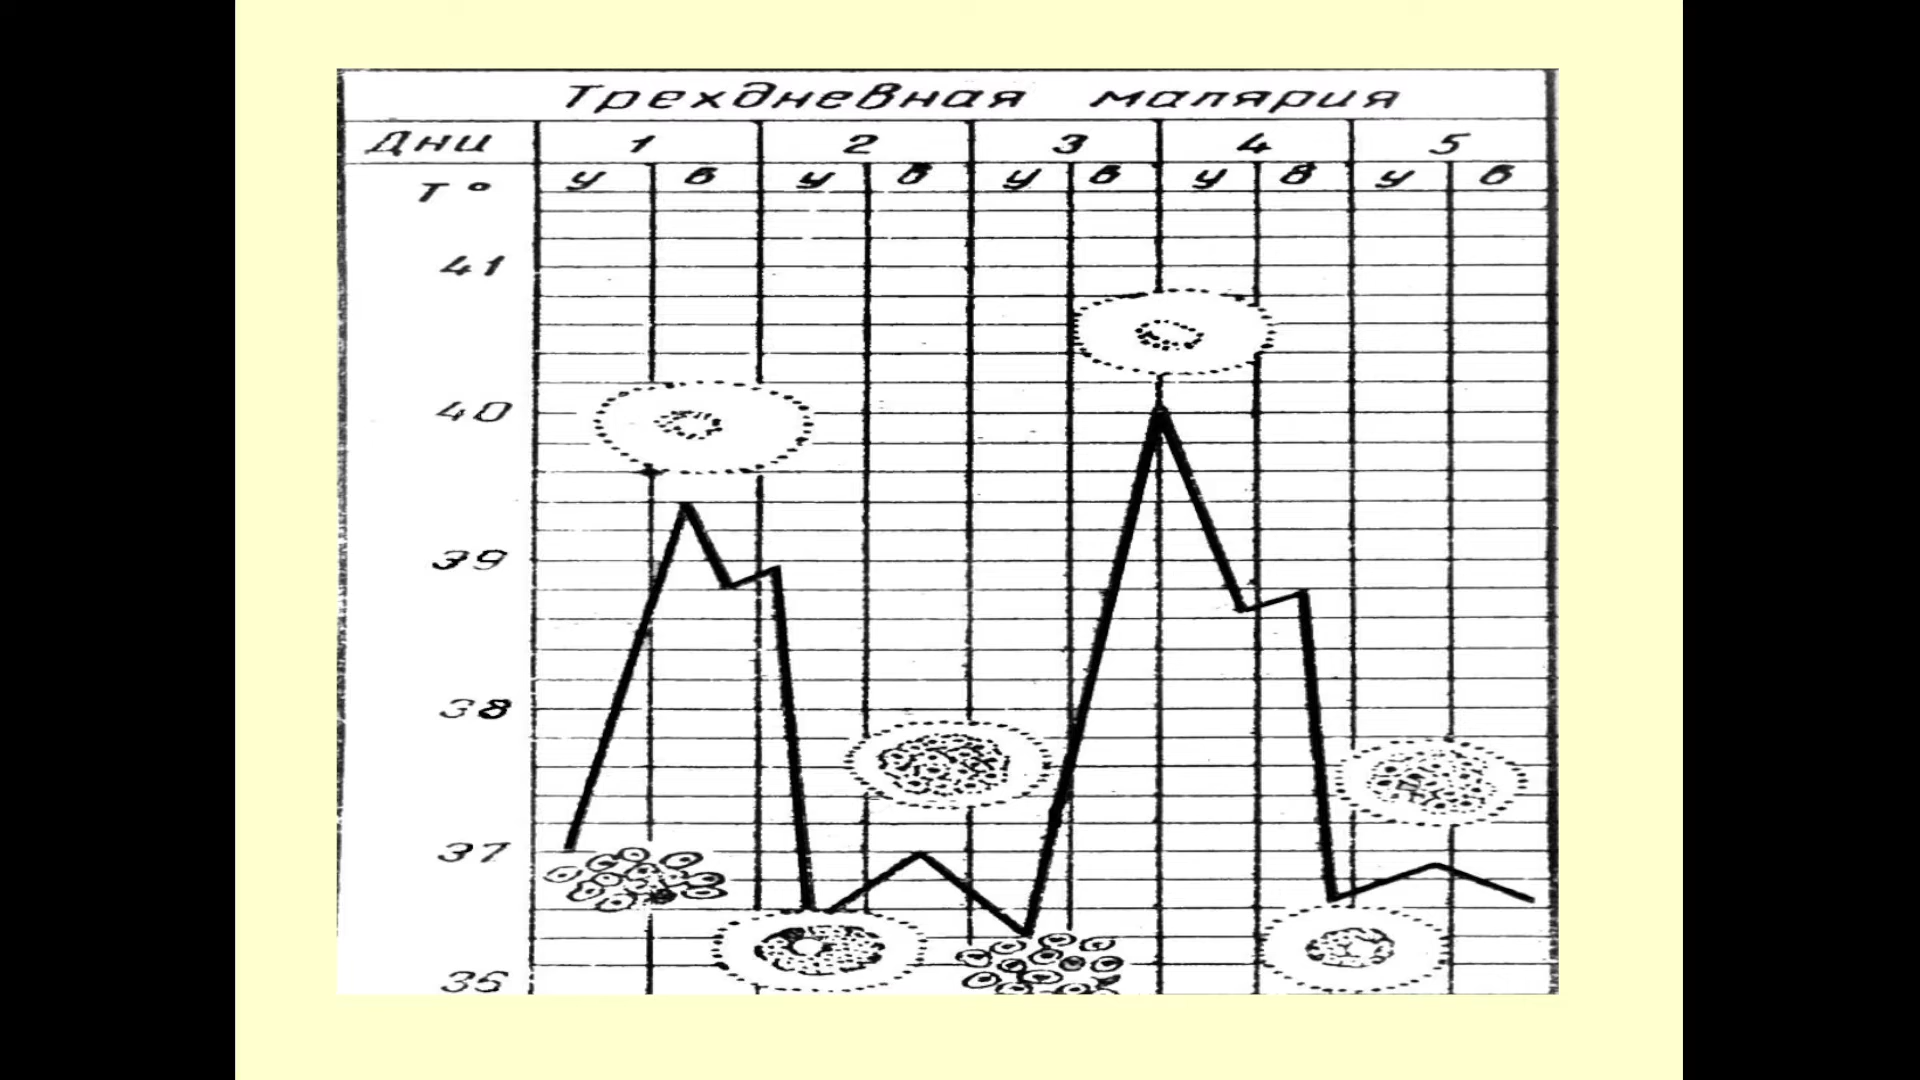 Трехдневная малярия
Дни 1 2 3 4 5
Т° у в у в у в у в у в
41
40
39
38
37
36